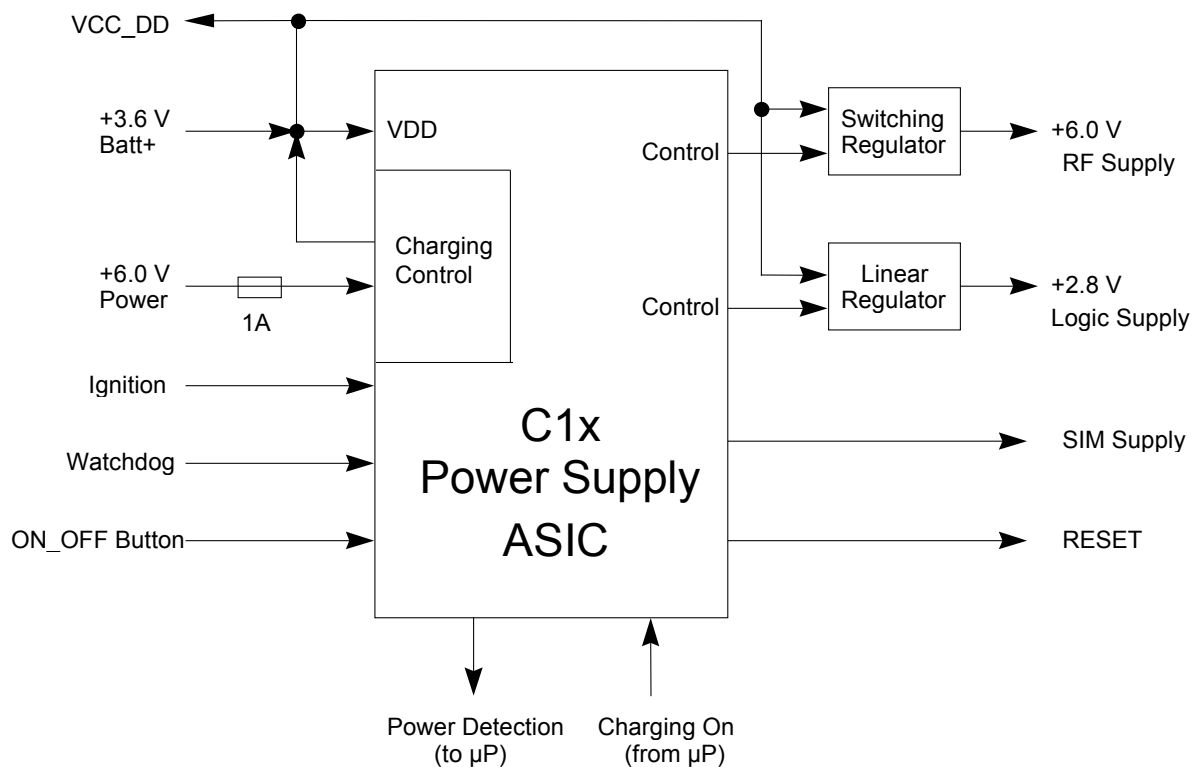 VCC_DD
+3.6 V
Batt+
VDD
Switching
Regulator
+6.0 V
RF Supply
Control
Charging
Control
+6.0 V
Power
1A
Linear
Regulator
+2.8 V
Logic Supply
Control
Ignition
C1x
Power Supply
ASIC
SIM Supply
Watchdog
ON_OFF Button
RESET
Power Detection
(to µP)
Charging On
(from µP)